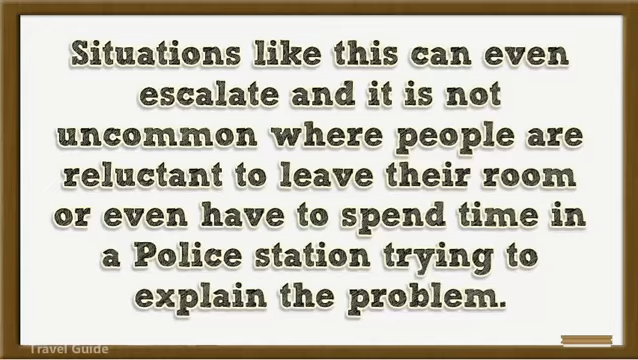 Situations like this can even
escalate and it is not
uncommon where people are
reluctant to leave their room
or even have to spend time in
a Police station trying to
explain the problem.
Travel Guide